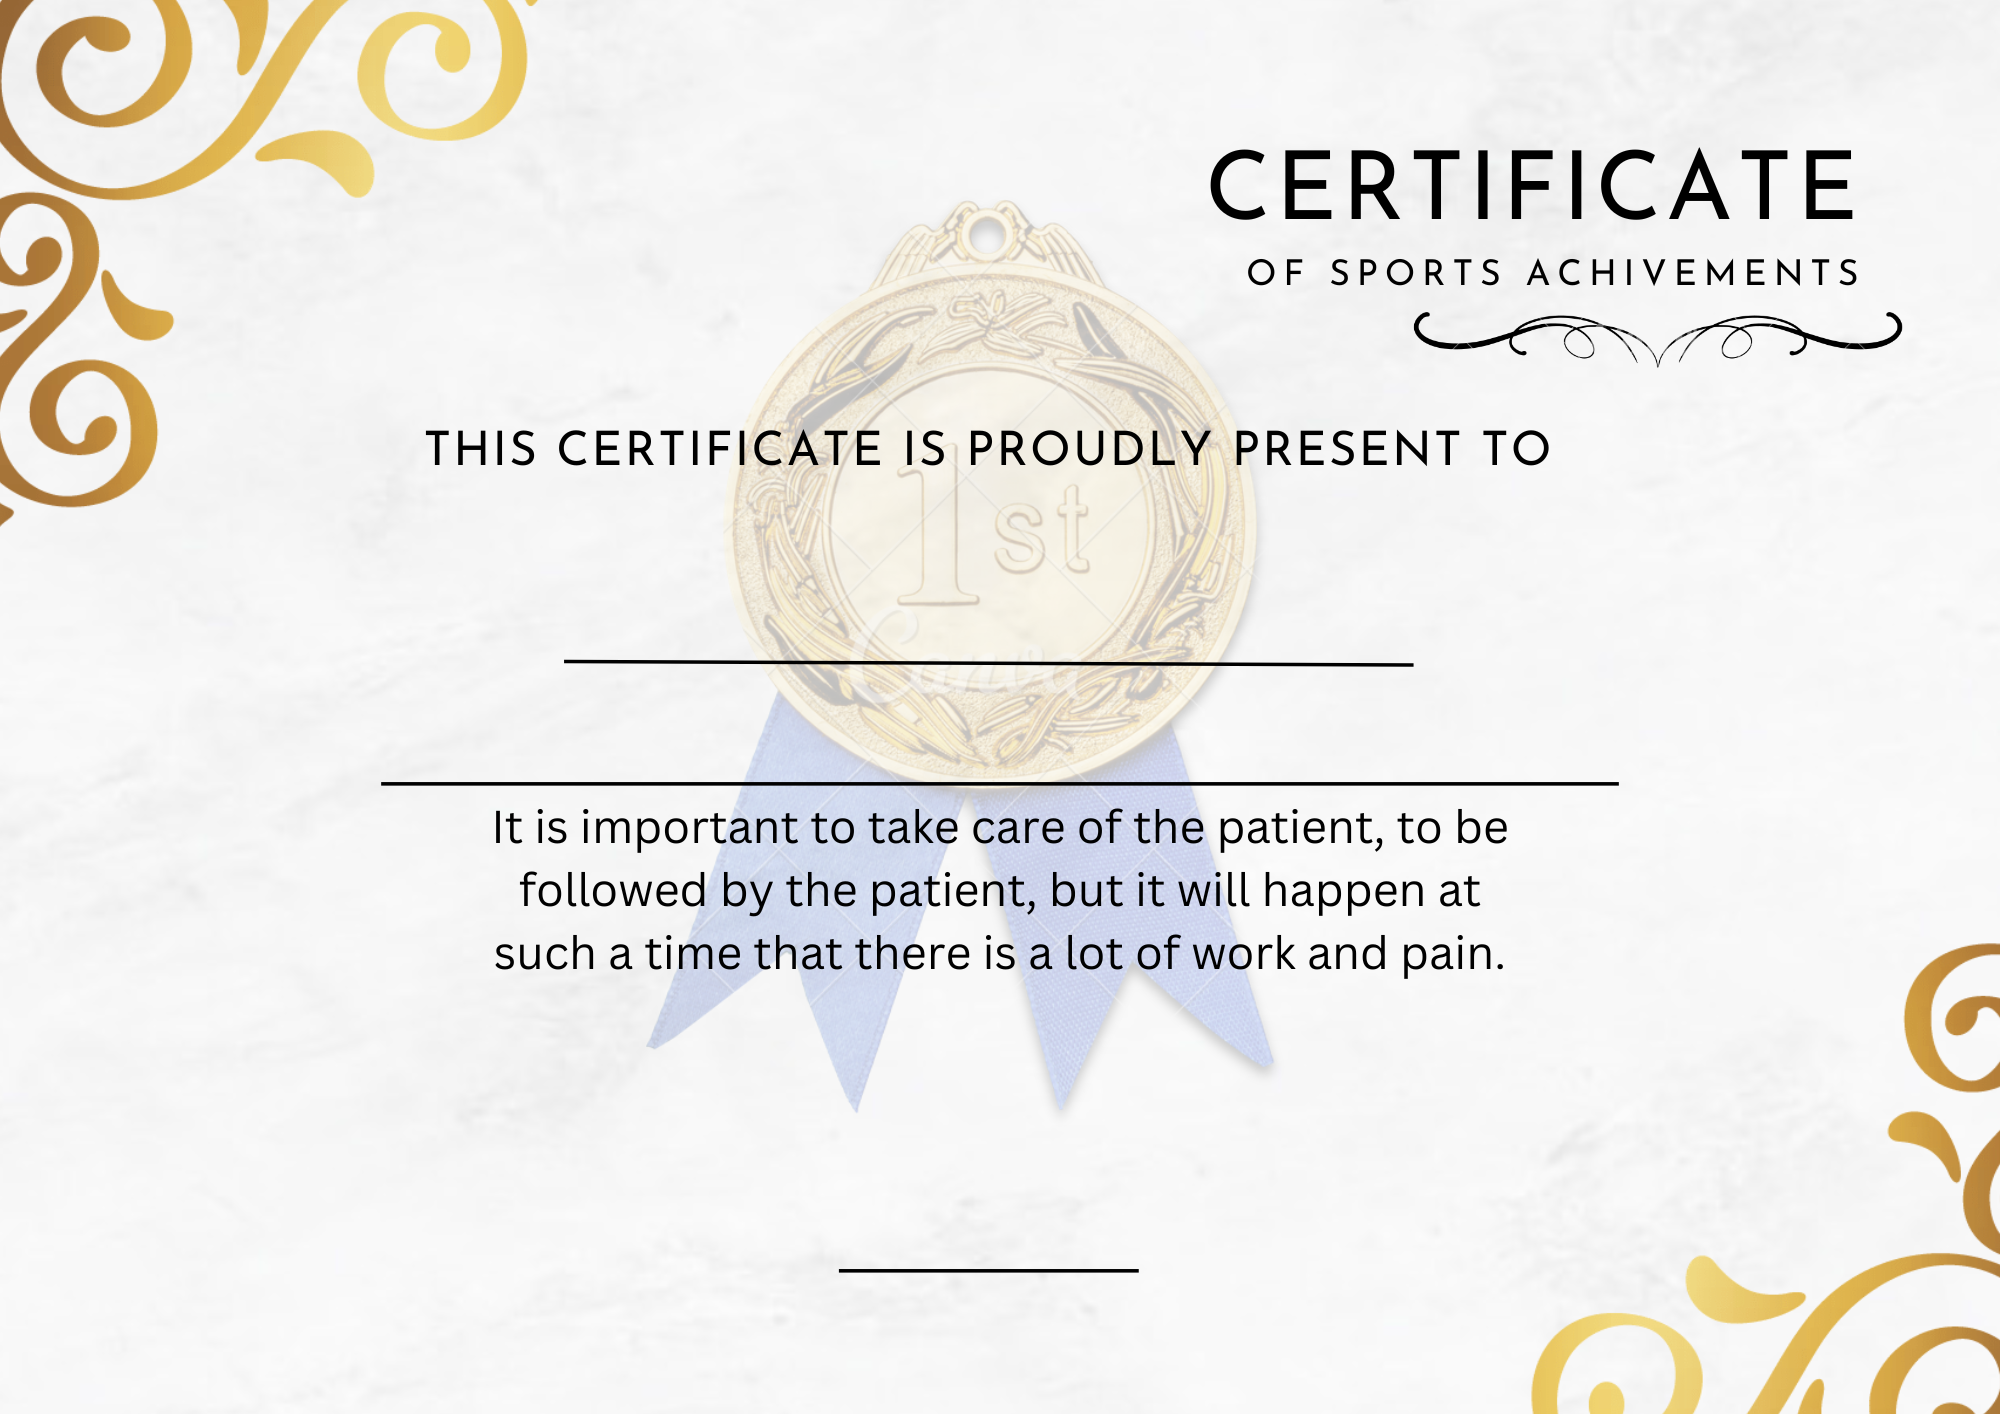 CERTIFICATE
OF SPORTS ACHIVEMENTS
THIS CERTIFICATE IS PROUDLY PRESENT TO
1st
Canva
It is important to take care of the patient, to be
followed by the patient, but it will happen at
such a time that there is a lot of work and pain.